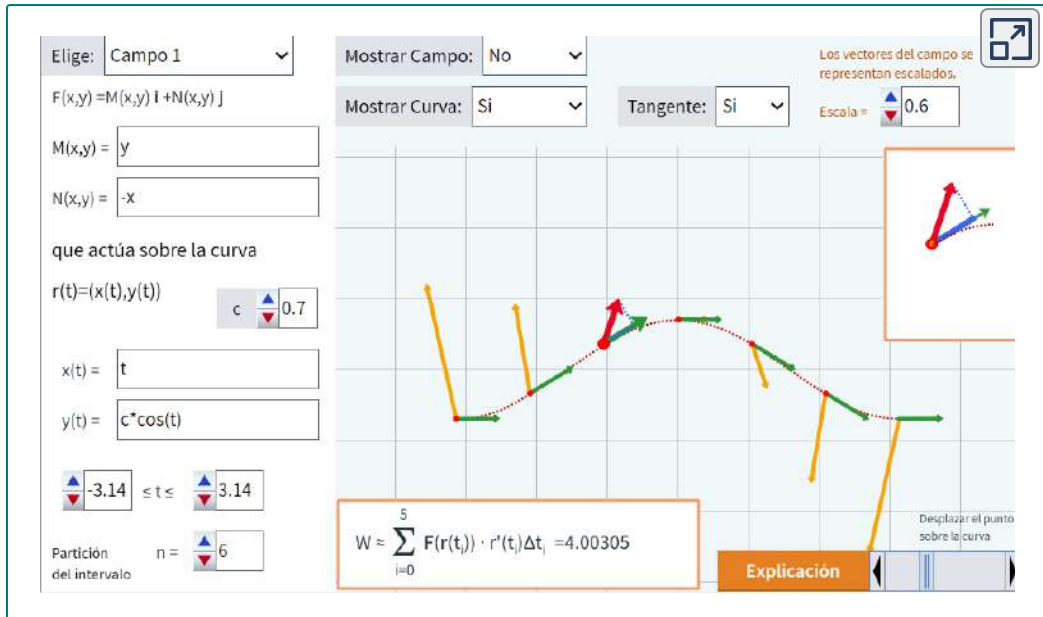 Elige: Campo 1
F(x,y) =M(x,y) i +N(x,y) j
M(x,y) = y
N(x,y) = -x
que actúa sobre la curva
r(t)=(x(t),y(t))
c 0.7
x(t) = t
y(t) = c*cos(t)
-3.14 ≤ t ≤ 3.14
Partición
del intervalo
n = 6
Mostrar Campo: No
Mostrar Curva: Si
Tangente: Si
Los vectores del campo se
representan escalados.
Escala = 0.6
5
W ≈ ∑ F(r(tᵢ)) · r'(tᵢ)Δtᵢ =4.00305
i=0
Desplazar el punto
sobre la curva
Explicación